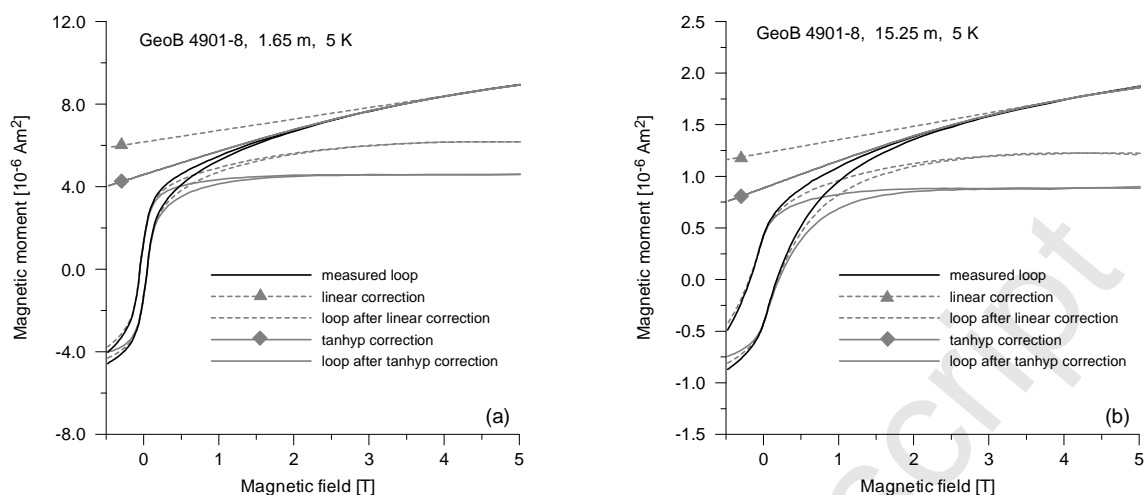 GeoB 4901-8, 1.65 m, 5 K
12.0
8.0
4.0
0.0
-4.0
-8.0
Magnetic moment [10-6 Am2]
measured loop
linear correction
loop after linear correction
tanhyp correction
loop after tanhyp correction
(a)
0 1 2 3 4 5
Magnetic field [T]
GeoB 4901-8, 15.25 m, 5 K
2.5
2.0
1.5
1.0
0.5
0.0
-0.5
-1.0
-1.5
Magnetic moment [10-6 Am2]
measured loop
linear correction
loop after linear correction
tanhyp correction
loop after tanhyp correction
(b)
0 1 2 3 4 5
Magnetic field [T]
script